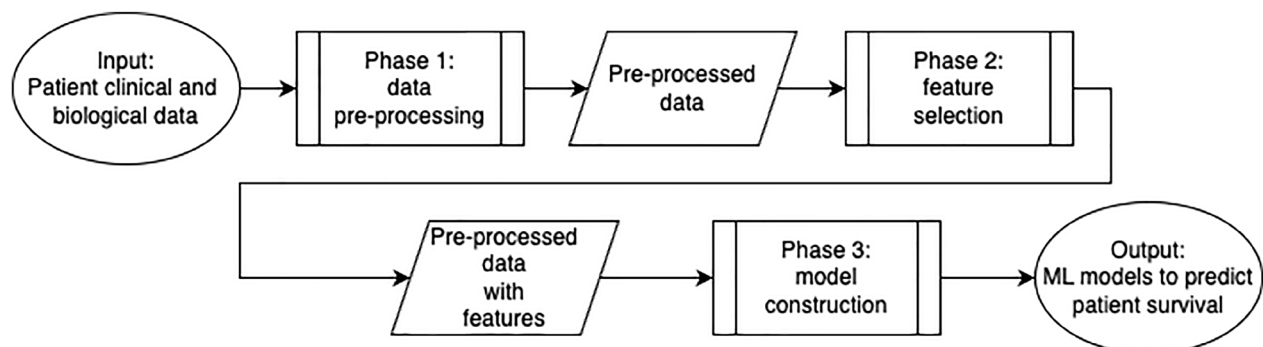 Input:
Patient clinical and
biological data
Phase 1:
data
pre-processing
Pre-processed
data
Phase 2:
feature
selection
Pre-processed
data
with
features
Phase 3:
model
construction
Output:
ML models to predict
patient survival